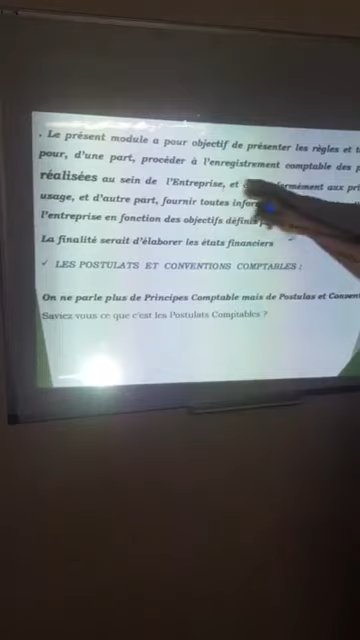 . Le présent module a pour objectif de présenter les règles et
pour, d'une part, procéder à l'enregistrement comptable des
réalisées au sein de l'Entreprise, et aux
usage, et d'autre part, fournir toutes
l'entreprise en fonction des objectifs définis
La finalité serait d'élaborer les états financiers
✓ LES POSTULATS ET CONVENTIONS COMPTABLES :
On ne parle plus de Principes Comptable mais de Postulas et
Saviez vous ce que c'est les Postulats Comptables ?